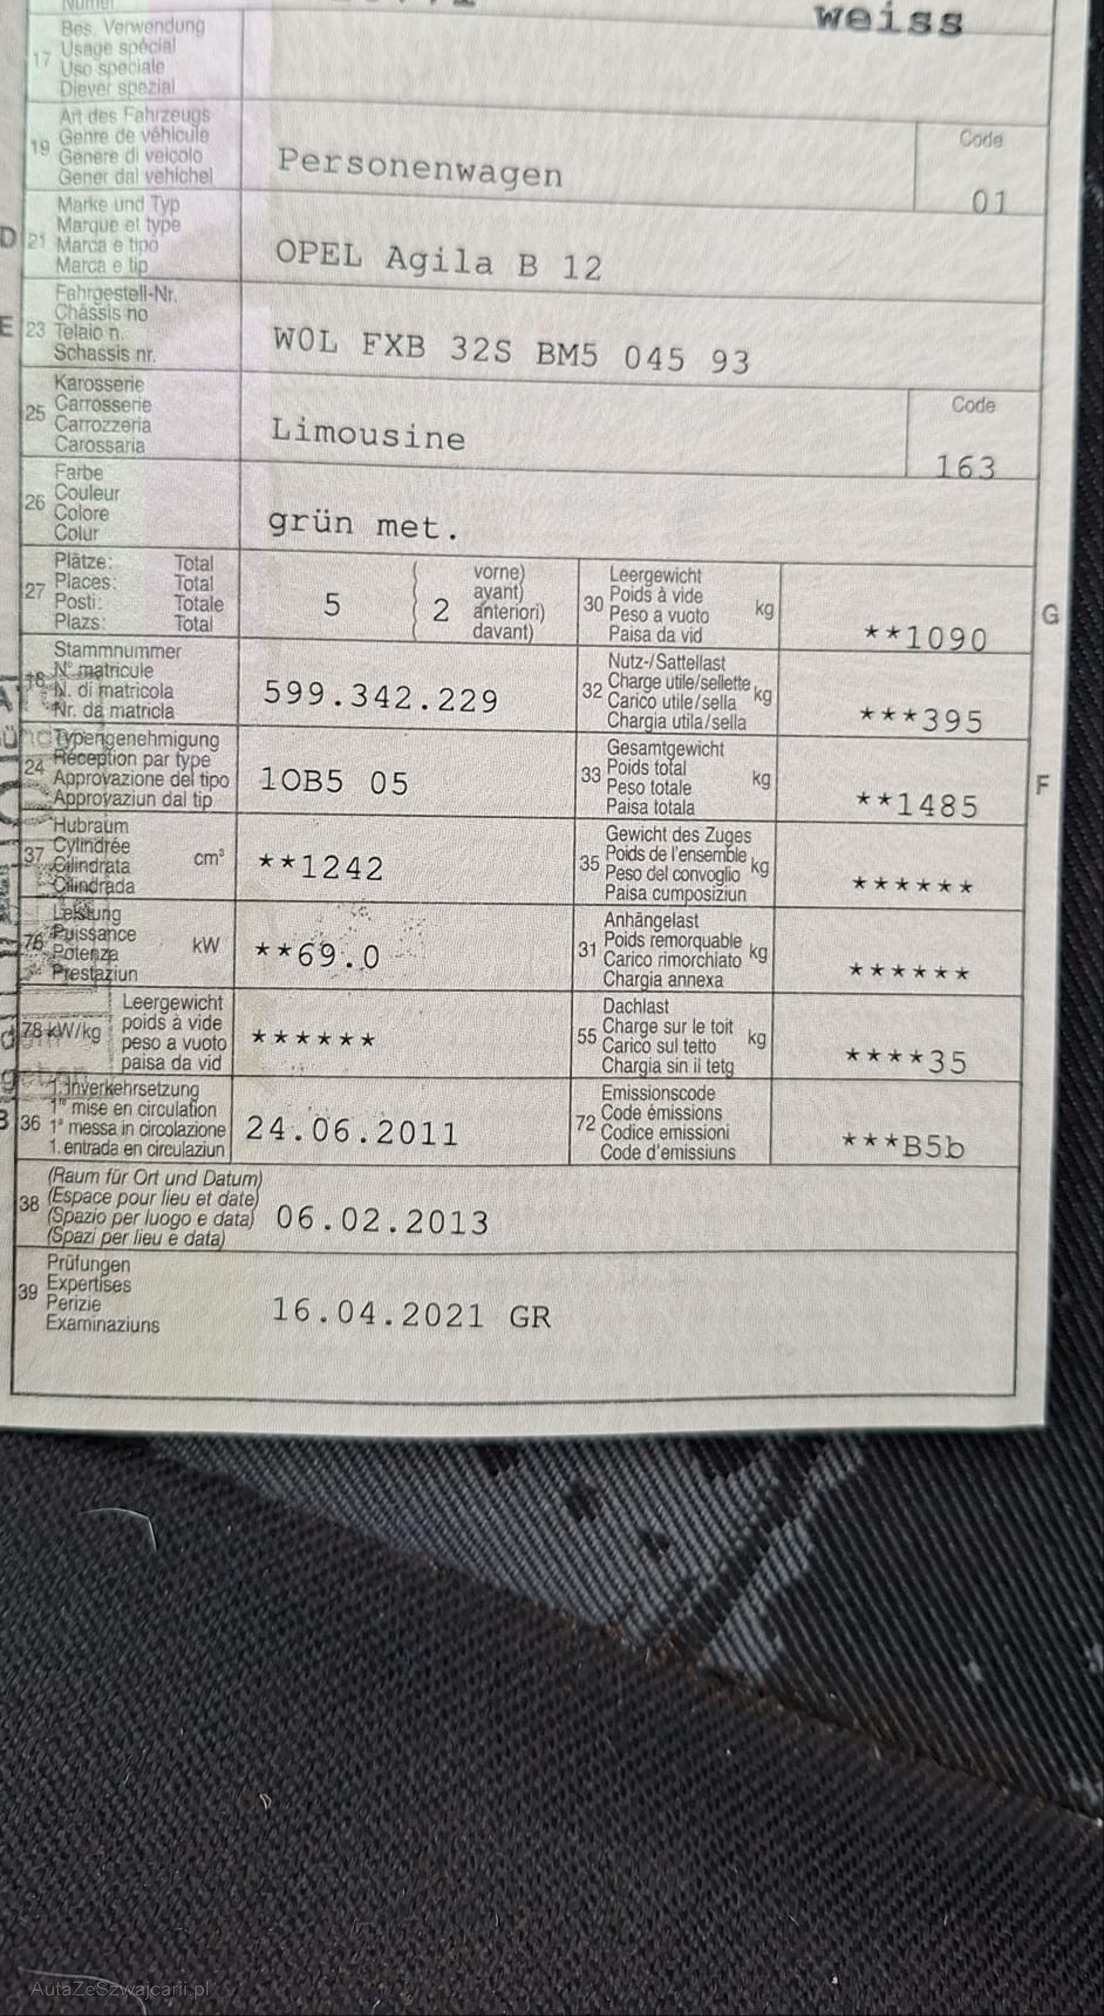 weiss
17 Bes. Verwendung
Usage spécial
Uso speciale
Diever spezial
19 Art des Fahrzeugs
Genre de véhicule
Genere di veicolo
Gener dal vehichel
Personenwagen
Code
01
D 21 Marke und Typ
Marque et type
Marca e tipo
Marca e tip
OPEL Agila B 12
E 23 Fahrgestell-Nr.
Châssis no
Telaio n.
Schassis nr.
W0L FXB 32S BM5 045 93
25 Karosserie
Carrosserie
Carrozzeria
Carossaria
Limousine
Code
163
26 Farbe
Couleur
Colore
Colur
grün met.
27 Plätze: Total
Places: Total
Posti: Totale
Plazs: Total
5
2
vorne)
avant)
anteriori)
davant)
30 Leergewicht
Poids à vide
Peso a vuoto
Paisa da vid
kg
**1090
G
18 Stammnummer
N° matricule
N. di matricola
Nr. da matricla
599.342.229
32 Nutz-/Sattellast
Charge utile/sellette
Carico utile/sella
Chargia utila/sella
kg
***395
24 Typengenehmigung
Réception par type
Approvazione del tipo
Approvaziun dal tip
1OB5 05
33 Gesamtgewicht
Poids total
Peso totale
Paisa totala
kg
**1485
F
37 Hubraum
Cylindrée
Cilindrata
Cilindrada
cm³
**1242
35 Gewicht des Zuges
Poids de l'ensemble
Peso del convoglio
Paisa cumposiziun
kg
******
76 Leistung
Puissance
Potenza
Prestaziun
kW
**69.0
31 Anhängelast
Poids remorquable
Carico rimorchiato
Chargia annexa
kg
******
78 kW/kg
Leergewicht
poids à vide
peso a vuoto
paisa da vid
******
55 Dachlast
Charge sur le toit
Carico sul tetto
Chargia sin il tetg
kg
****35
B 36 1. Inverkehrsetzung
1re mise en circulation
1a messa in circolazione
1. entrada en circulaziun
24.06.2011
72 Emissionscode
Code émissions
Codice emissioni
Code d'emissiuns
***B5b
38 (Raum für Ort und Datum)
(Espace pour lieu et date)
(Spazio per luogo e data)
(Spazi per lieu e data)
06.02.2013
39 Prüfungen
Expertises
Perizie
Examinaziuns
16.04.2021 GR
AutaZeSzwajcarii.pl